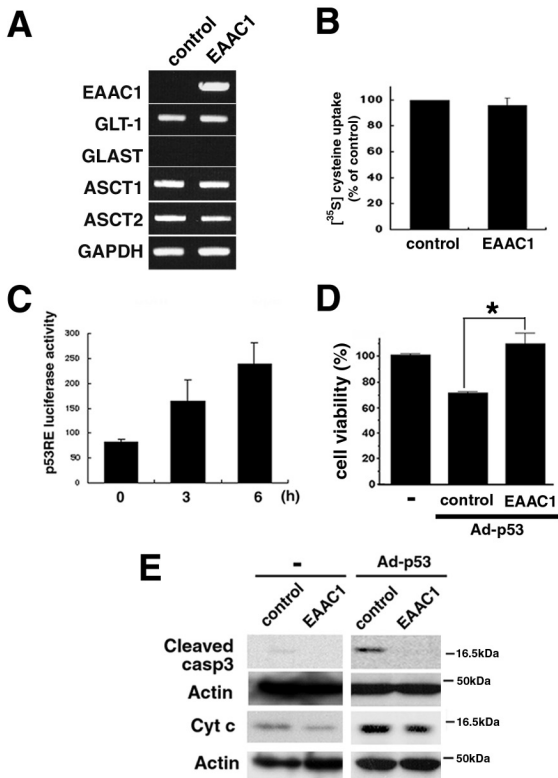 A
control
EAAC1
EAAC1
GLT-1
GLAST
ASCT1
ASCT2
GAPDH
B
[35S] cysteine uptake
(% of control)
100
80
60
40
20
0
control
EAAC1
C
p53RE luciferase activity
300
250
200
150
100
50
0
0
3
6
(h)
D
cell viability (%)
100
80
60
40
20
0
*
-
control
EAAC1
Ad-p53
E
-
Ad-p53
control
EAAC1
control
EAAC1
Cleaved
casp3
16.5kDa
Actin
50kDa
Cyt c
16.5kDa
Actin
50kDa